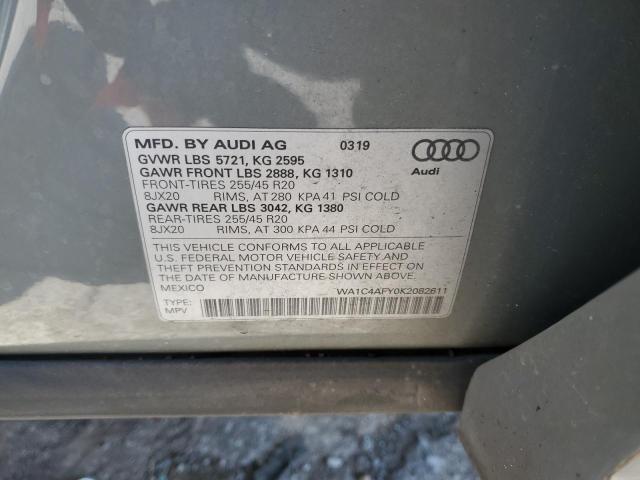 MFD. BY AUDI AG 0319
GVWR LBS 5721, KG 2595
GAWR FRONT LBS 2888, KG 1310
FRONT-TIRES 255/45 R20
8JX20 RIMS, AT 280 KPA 41 PSI COLD
GAWR REAR LBS 3042, KG 1380
REAR-TIRES 255/45 R20
8JX20 RIMS, AT 300 KPA 44 PSI COLD
Audi
THIS VEHICLE CONFORMS TO ALL APPLICABLE
U.S. FEDERAL MOTOR VEHICLE SAFETY AND
THEFT PREVENTION STANDARDS IN EFFECT ON
THE DATE OF MANUFACTURE SHOWN ABOVE.
MEXICO
WA1C4AFY0K2082611
TYPE:
MPV